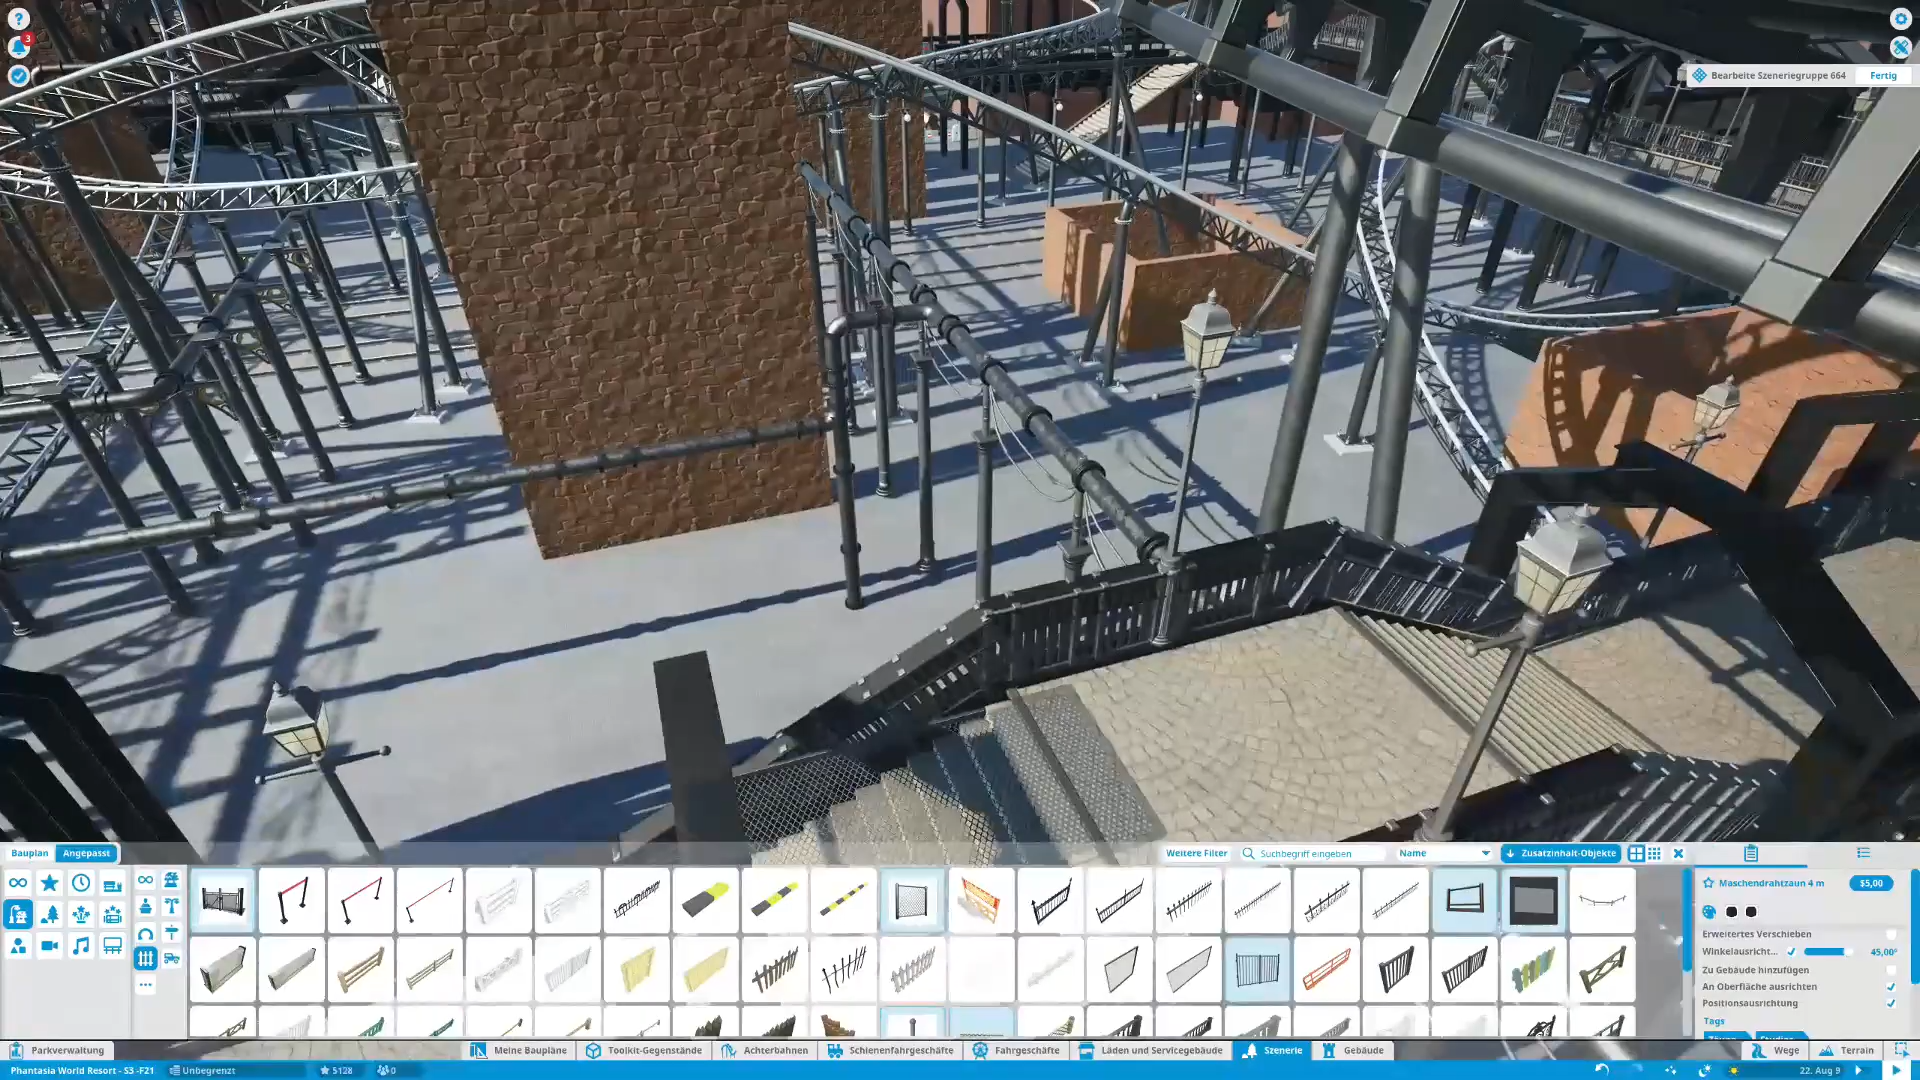 3
Bearbeite Szeneriegruppe 664
Fertig
Bauplan
Angepasst
Weitere Filter
Suchbegriff eingeben
Name
Zusatzinhalt-Objekte
Maschendrahtzaun 4 m
$5,00
Erweitertes Verschieben
Winkelausricht...
45,00°
Zu Gebäude hinzufügen
An Oberfläche ausrichten
Positionsausrichtung
Tags
Parkverwaltung
Meine Baupläne
Toolkit-Gegenstände
Achterbahnen
Schienenfahrgeschäfte
Fahrgeschäfte
Läden und Servicegebäude
Szenerie
Gebäude
Wege
Terrain
Phantasia World Resort - S3 -F21
Unbegrenzt
5128
0
22. Aug 9